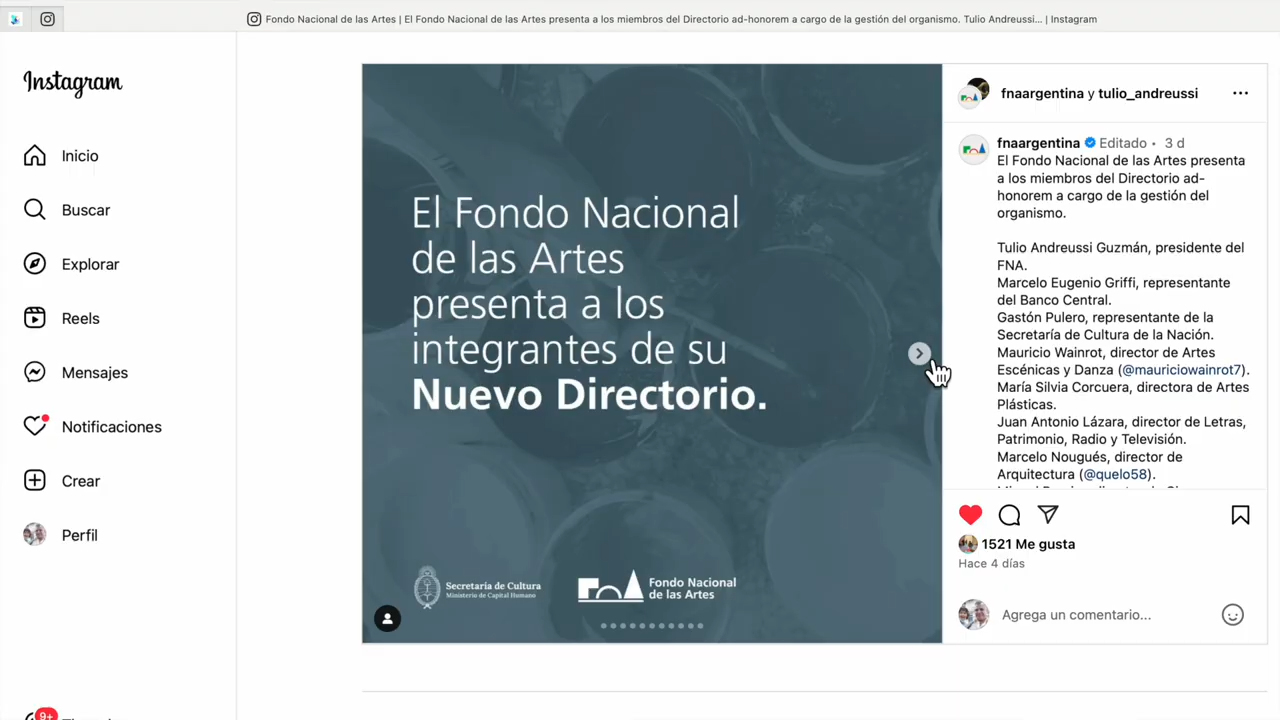 Fondo Nacional de las Artes | El Fondo Nacional de las Artes presenta a los miembros del Directorio ad-honorem a cargo de la gestión del organismo. Tulio Andreussi... | Instagram
Instagram
Inicio
Buscar
Explorar
Reels
Mensajes
Notificaciones
Crear
Perfil
9+
El Fondo Nacional
de las Artes
presenta a los
integrantes de su
Nuevo Directorio.
Secretaría de Cultura
Ministerio de Capital Humano
Fondo Nacional
de las Artes
fnaargentina y tulio_andreussi
fnaargentina Editado · 3 d
El Fondo Nacional de las Artes presenta
a los miembros del Directorio ad-
honorem a cargo de la gestión del
organismo.
Tulio Andreussi Guzmán, presidente del
FNA.
Marcelo Eugenio Griffi, representante
del Banco Central.
Gastón Pulero, representante de la
Secretaría de Cultura de la Nación.
Mauricio Wainrot, director de Artes
Escénicas y Danza (@mauriciowainrot7).
María Silvia Corcuera, directora de Artes
Plásticas.
Juan Antonio Lázara, director de Letras,
Patrimonio, Radio y Televisión.
Marcelo Nougués, director de
Arquitectura (@quelo58).
1521 Me gusta
Hace 4 días
Agrega un comentario...